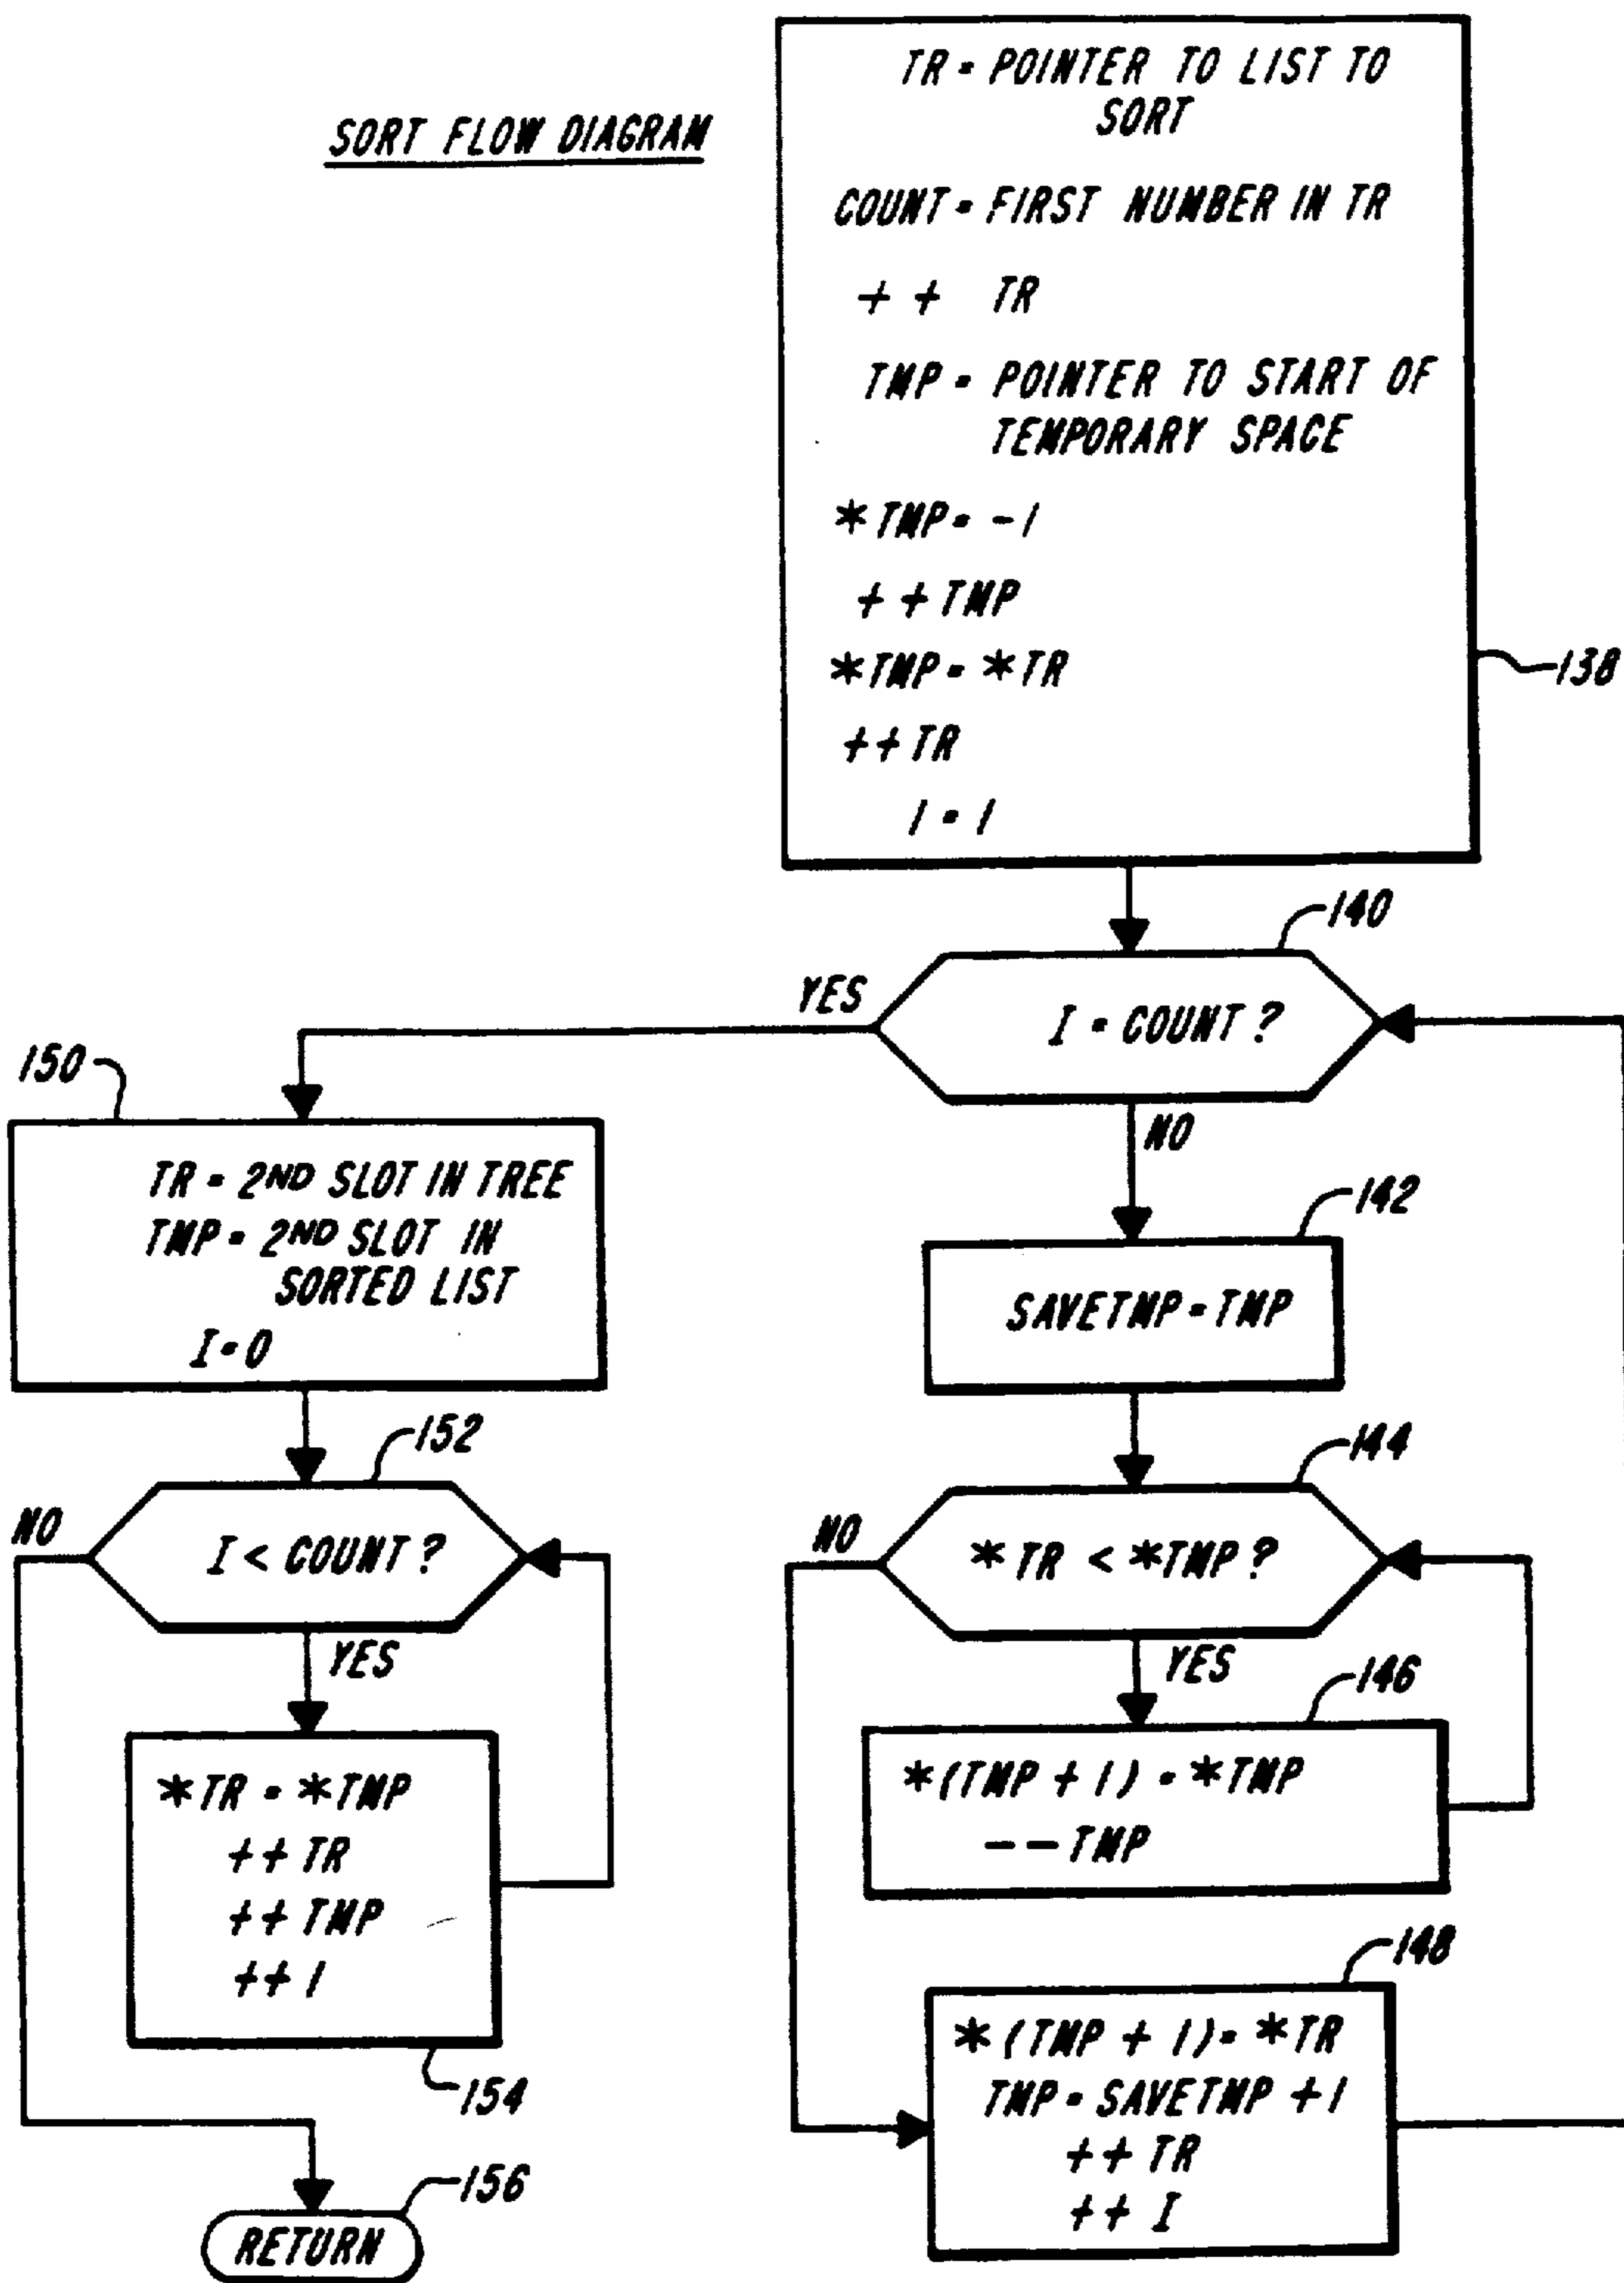 SORT FLOW DIAGRAM
TR = POINTER TO LIST TO
SORT
COUNT = FIRST NUMBER IN TR
+ + TR
TMP = POINTER TO START OF
TEMPORARY SPACE
*TMP = -1
++TMP
*TMP = *TR
++TR
I = 1
138
140
I = COUNT ?
YES
NO
150
TR = 2ND SLOT IN TREE
TMP = 2ND SLOT IN
SORTED LIST
I = 0
142
SAVETMP = TMP
152
I < COUNT ?
NO
YES
144
*TR < *TMP ?
NO
YES
146
*(TMP + 1) = *TMP
--TMP
*TR = *TMP
++TR
++TMP
++I
154
148
*(TMP + 1) = *TR
TMP = SAVETMP + 1
++TR
++ I
156
RETURN